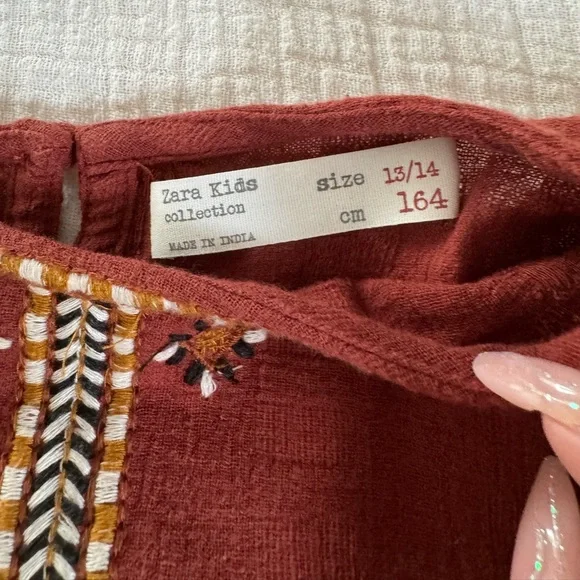 Zara Kids
collection
MADE IN INDIA
size 13/14
cm 164